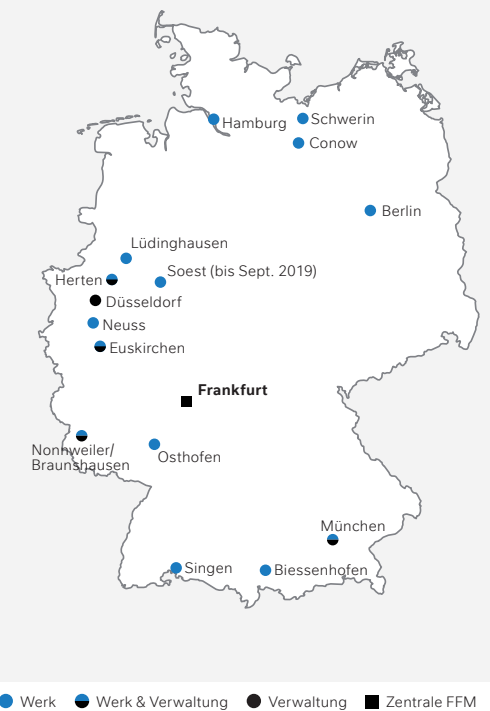 Hamburg
Schwerin
Conow
Berlin
Lüdinghausen
Soest (bis Sept. 2019)
Herten
Düsseldorf
Neuss
Euskirchen
Frankfurt
Nonnweiler/
Braunshausen
Osthofen
München
Singen
Biessenhofen
Werk
Werk & Verwaltung
Verwaltung
Zentrale FFM